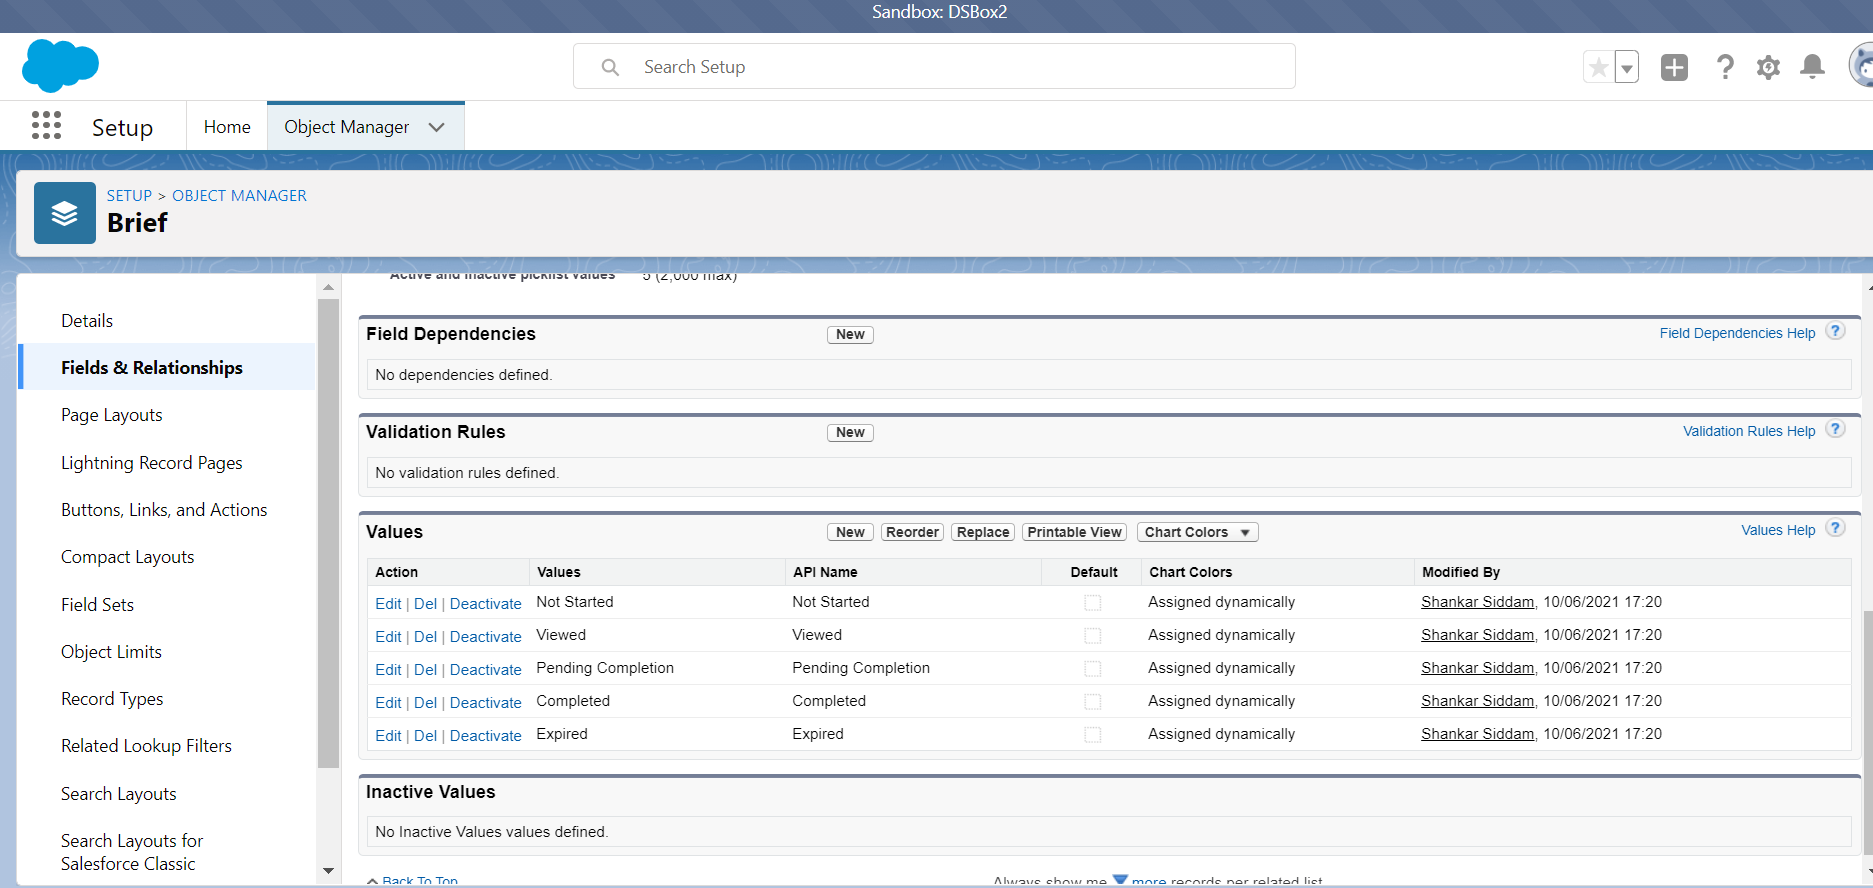 Sandbox: DSBox2
Search Setup
Setup
Home
Object Manager
SETUP > OBJECT MANAGER
Brief
Details
Fields & Relationships
Page Layouts
Lightning Record Pages
Buttons, Links, and Actions
Compact Layouts
Field Sets
Object Limits
Record Types
Related Lookup Filters
Search Layouts
Search Layouts for
Salesforce Classic
Active and inactive picklist values 5 (2,000 max)
Field Dependencies New Field Dependencies Help ?
No dependencies defined.
Validation Rules New Validation Rules Help ?
No validation rules defined.
Values New Reorder Replace Printable View Chart Colors Values Help ?
Action Values API Name Default Chart Colors Modified By
Edit | Del | Deactivate Not Started Not Started Assigned dynamically Shankar Siddam, 10/06/2021 17:20
Edit | Del | Deactivate Viewed Viewed Assigned dynamically Shankar Siddam, 10/06/2021 17:20
Edit | Del | Deactivate Pending Completion Pending Completion Assigned dynamically Shankar Siddam, 10/06/2021 17:20
Edit | Del | Deactivate Completed Completed Assigned dynamically Shankar Siddam, 10/06/2021 17:20
Edit | Del | Deactivate Expired Expired Assigned dynamically Shankar Siddam, 10/06/2021 17:20
Inactive Values
No Inactive Values values defined.
Back To Top Always show me more records per related list